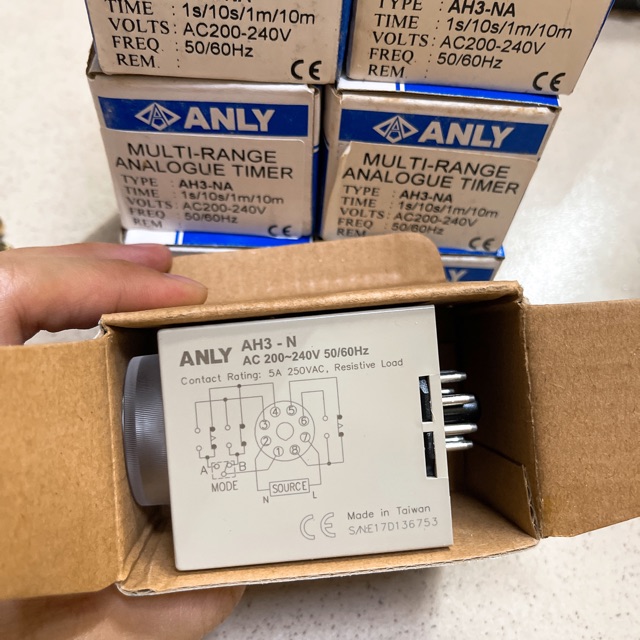 TIME : 1s/10s/1m/10m
VOLTS : AC200-240V
FREQ : 50/60Hz
REM
CE
AH3-NA
TIME : 1s/10s/1m/10m
VOLTS : AC200-240V
FREQ : 50/60Hz
REM
CE
ANLY
MULTI-RANGE
ANALOGUE TIMER
TYPE : AH3-NA
TIME : 1s/10s/1m/10m
VOLTS : AC200-240V
FREQ : 50/60Hz
REM
CE
ANLY
MULTI-RANGE
ANALOGUE TIMER
TYPE : AH3-NA
TIME : 1s/10s/1m/10m
VOLTS : AC200-240V
FREQ : 50/60Hz
REM
CE
ANLY
ANLY AH3 - N
AC 200~240V 50/60Hz
Contact Rating: 5A 250VAC, Resistive Load
4 5
3 6
2 7
1 8
A B
MODE
N SOURCE L
CE
Made in Taiwan
S/N:E17D136753